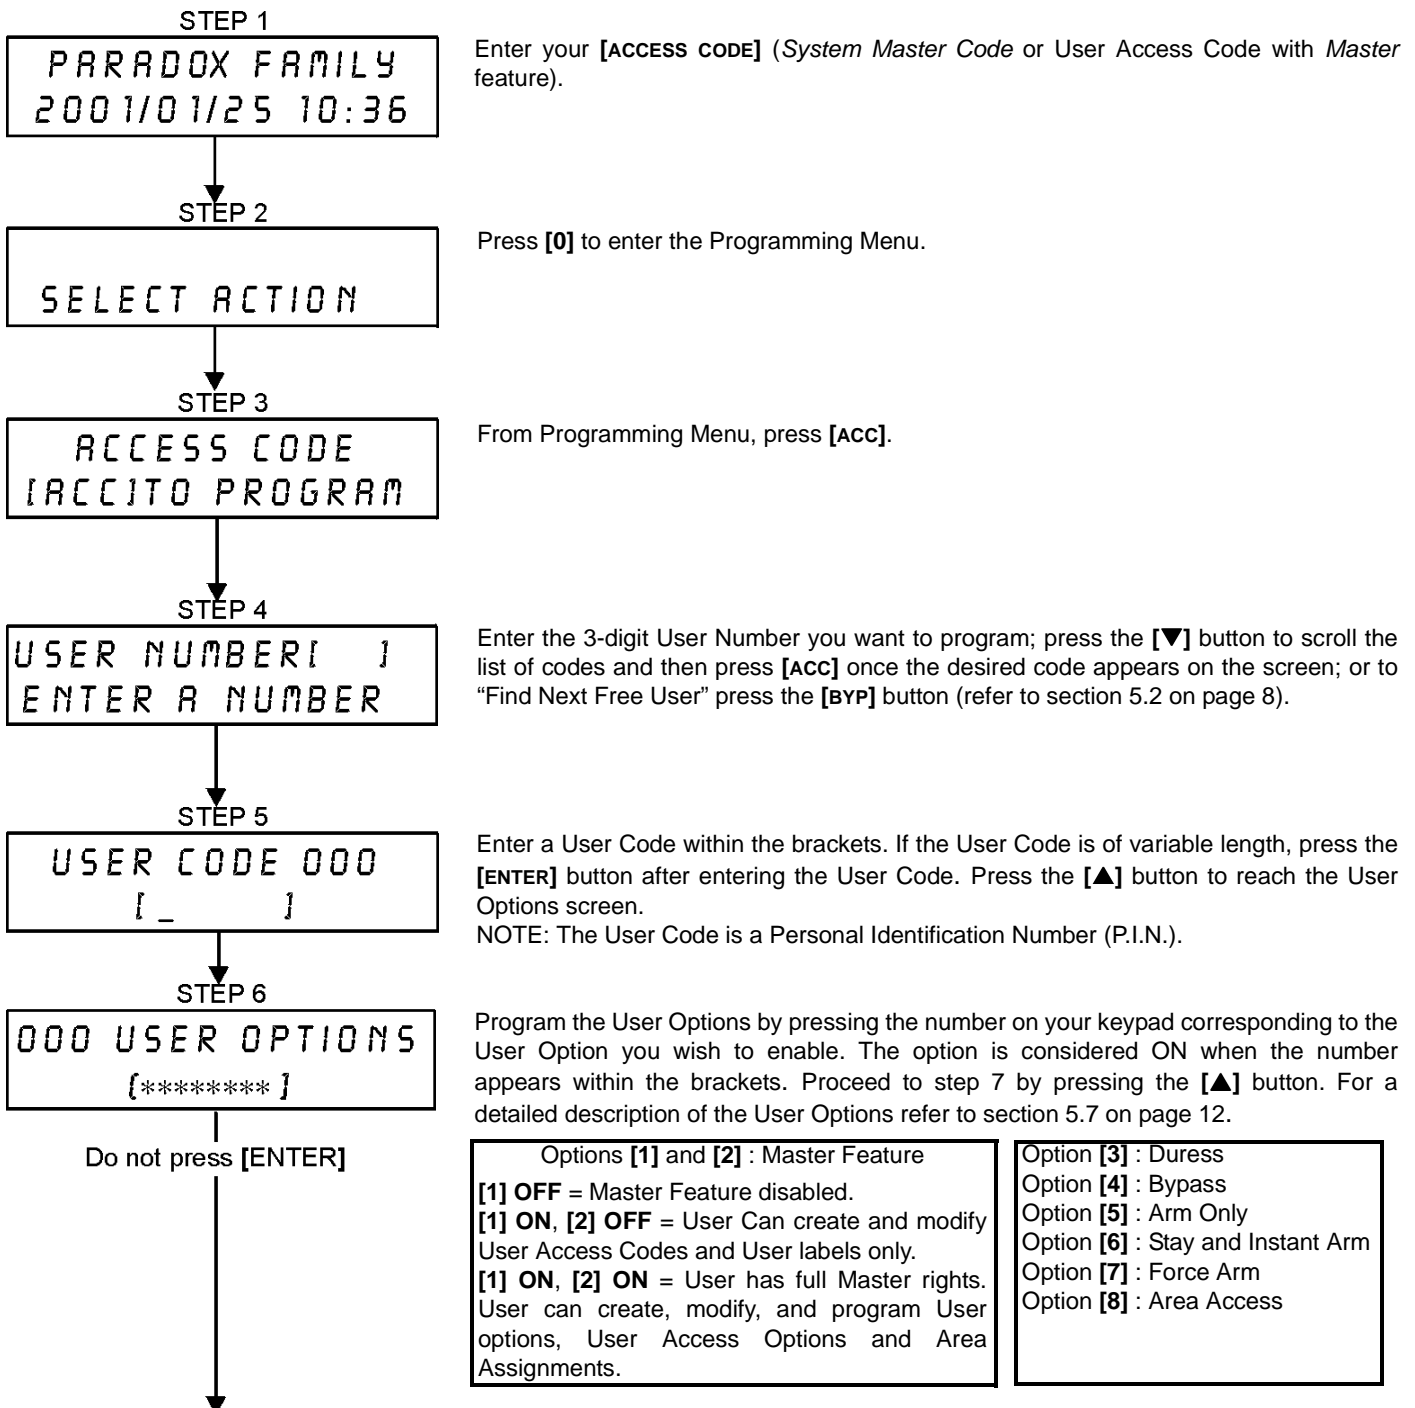 STEP 1
PARADOX FAMILY
2001/01/25 10:36
Enter your [ACCESS CODE] (System Master Code or User Access Code with Master
feature).
STEP 2
SELECT ACTION
Press [0] to enter the Programming Menu.
STEP 3
ACCESS CODE
[ACC]TO PROGRAM
From Programming Menu, press [ACC].
STEP 4
USER NUMBER[ ]
ENTER A NUMBER
Enter the 3-digit User Number you want to program; press the [▼] button to scroll the
list of codes and then press [ACC] once the desired code appears on the screen; or to
“Find Next Free User” press the [BYP] button (refer to section 5.2 on page 8).
STEP 5
USER CODE 000
[_ ]
Enter a User Code within the brackets. If the User Code is of variable length, press the
[ENTER] button after entering the User Code. Press the [▲] button to reach the User
Options screen.
NOTE: The User Code is a Personal Identification Number (P.I.N.).
STEP 6
000 USER OPTIONS
[********]
Do not press [ENTER]
Program the User Options by pressing the number on your keypad corresponding to the
User Option you wish to enable. The option is considered ON when the number
appears within the brackets. Proceed to step 7 by pressing the [▲] button. For a
detailed description of the User Options refer to section 5.7 on page 12.
Options [1] and [2] : Master Feature
[1] OFF = Master Feature disabled.
[1] ON, [2] OFF = User Can create and modify
User Access Codes and User labels only.
[1] ON, [2] ON = User has full Master rights.
User can create, modify, and program User
options, User Access Options and Area
Assignments.
Option [3] : Duress
Option [4] : Bypass
Option [5] : Arm Only
Option [6] : Stay and Instant Arm
Option [7] : Force Arm
Option [8] : Area Access